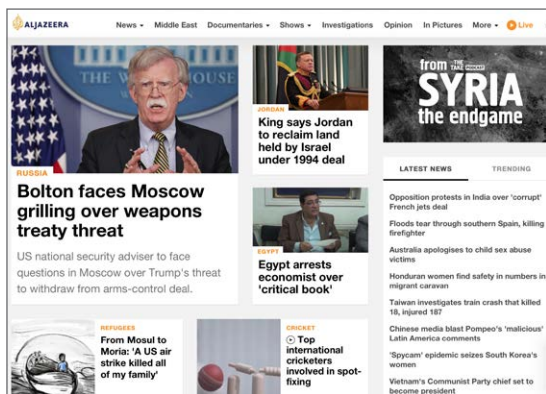 ALJAZEERA
News Middle East Documentaries Shows Investigations Opinion In Pictures More Live
THE WHITE HOUSE
RUSSIA
Bolton faces Moscow
grilling over weapons
treaty threat
US national security adviser to face
questions in Moscow over Trump's threat
to withdraw from arms-control deal.
JORDAN
King says Jordan
to reclaim land
held by Israel
under 1994 deal
EGYPT
Egypt arrests
economist over
'critical book'
REFUGEES
From Mosul to
Moria: 'A US air
strike killed all
of my family'
CRICKET
Top
international
cricketers
involved in spot-
fixing
from THE TAKE PODCAST
SYRIA
the endgame
LATEST NEWS TRENDING
Opposition protests in India over 'corrupt'
French jets deal
Floods tear through southern Spain, killing
firefighter
Australia apologises to child sex abuse
victims
Honduran women find safety in numbers in
migrant caravan
Taiwan investigates train crash that killed
18, injured 187
Chinese media blast Pompeo's 'malicious'
Latin America comments
'Spycam' epidemic seizes South Korea's
women
Vietnam's Communist Party chief set to
become president